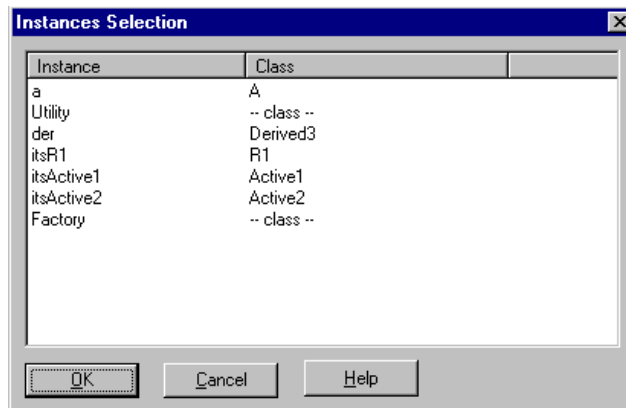 Instances Selection
Instance Class
a A
Utility -- class --
der Derived3
itsR1 R1
itsActive1 Active1
itsActive2 Active2
Factory -- class --
OK Cancel Help